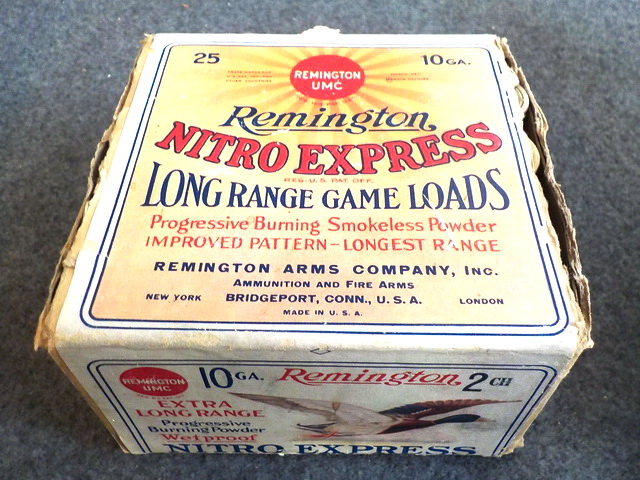 25
10 GA.
REMINGTON
UMC
Remington
NITRO EXPRESS
REG. U.S. PAT. OFF.
LONG RANGE GAME LOADS
Progressive Burning Smokeless Powder
IMPROVED PATTERN-LONGEST RANGE
REMINGTON ARMS COMPANY, INC.
AMMUNITION AND FIRE ARMS
NEW YORK BRIDGEPORT, CONN., U.S.A. LONDON
MADE IN U.S.A.
REMINGTON
UMC
10 GA. Remington, 2 CH
EXTRA
LONG RANGE
Progressive
Burning Powder
Wetproof
NITRO EXPRESS